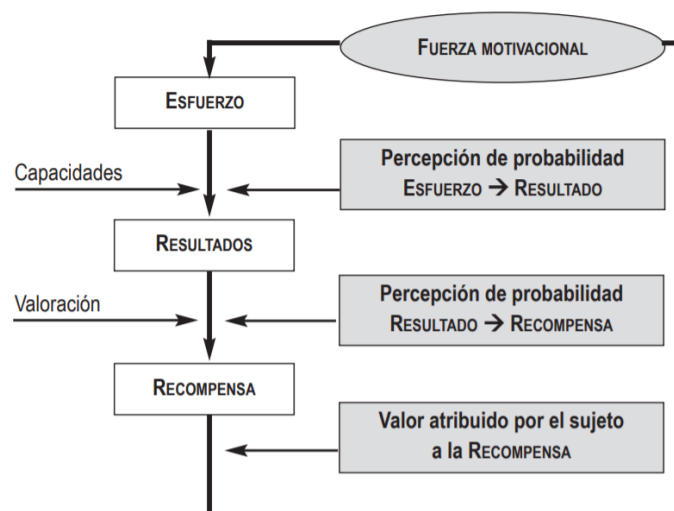 FUERZA MOTIVACIONAL
ESFUERZO
Capacidades
Percepción de probabilidad
ESFUERZO → RESULTADO
RESULTADOS
Valoración
Percepción de probabilidad
RESULTADO → RECOMPENSA
RECOMPENSA
Valor atribuido por el sujeto
a la RECOMPENSA